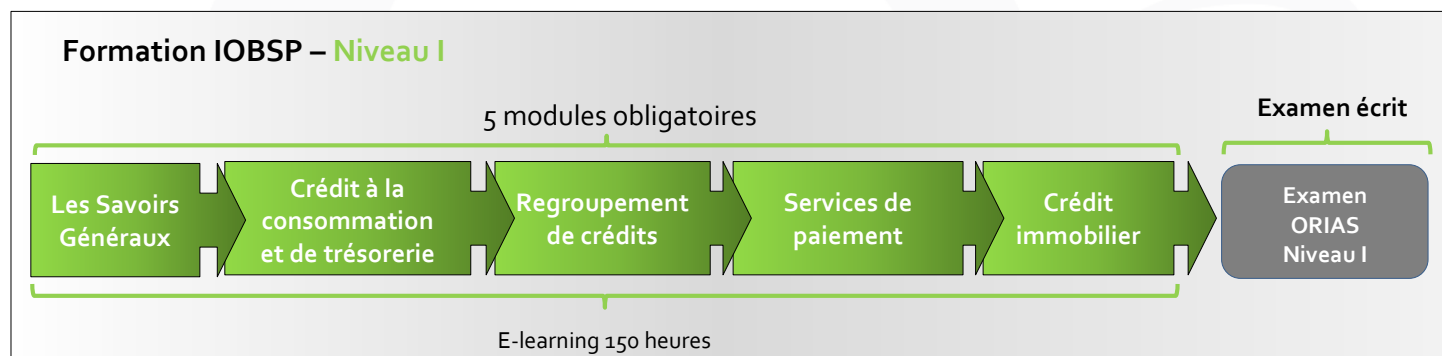 Formation IOBSP – Niveau I
5 modules obligatoires
Examen écrit
Les Savoirs
Généraux
Crédit à la
consommation
et de trésorerie
Regroupement
de crédits
Services de
paiement
Crédit
immobilier
Examen
ORIAS
Niveau I
E-learning 150 heures